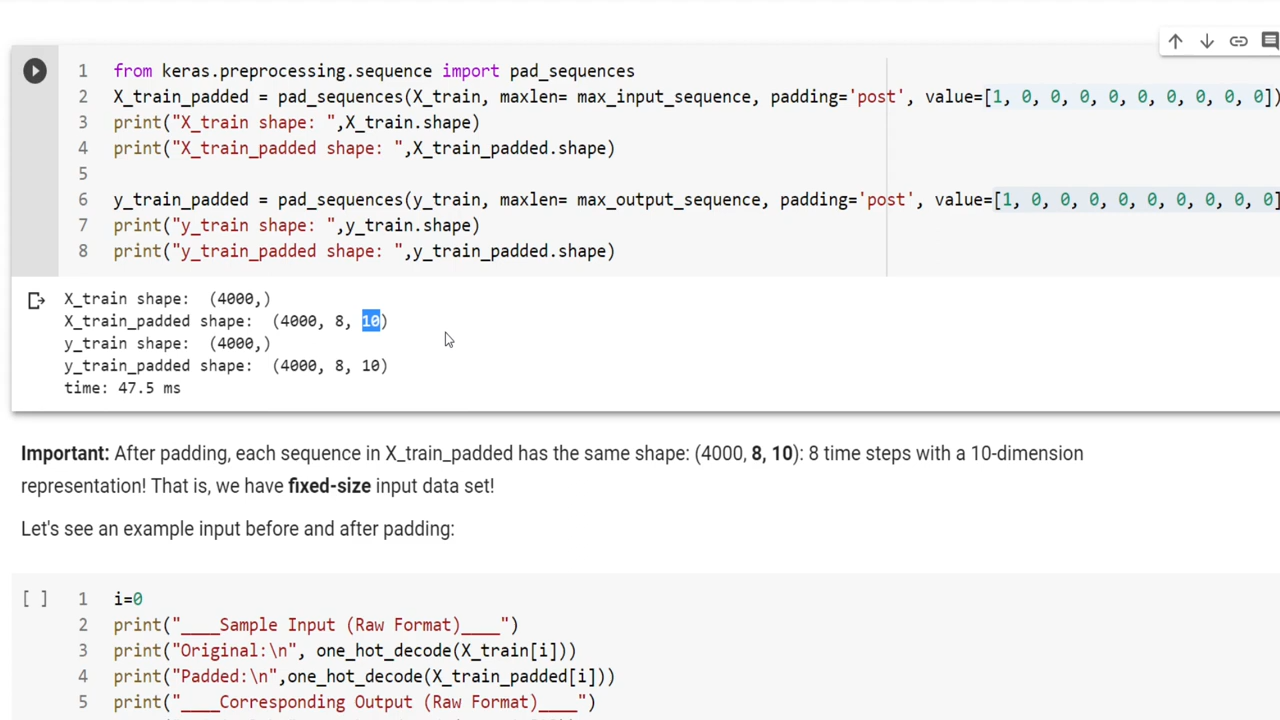 1 from keras.preprocessing.sequence import pad_sequences
2 X_train_padded = pad_sequences(X_train, maxlen= max_input_sequence, padding='post', value=[1, 0, 0, 0, 0, 0, 0, 0, 0, 0])
3 print("X_train shape: ",X_train.shape)
4 print("X_train_padded shape: ",X_train_padded.shape)
5
6 y_train_padded = pad_sequences(y_train, maxlen= max_output_sequence, padding='post', value=[1, 0, 0, 0, 0, 0, 0, 0, 0, 0]
7 print("y_train shape: ",y_train.shape)
8 print("y_train_padded shape: ",y_train_padded.shape)
X_train shape:  (4000,)
X_train_padded shape:  (4000, 8, 10)
y_train shape:  (4000,)
y_train_padded shape:  (4000, 8, 10)
time: 47.5 ms
Important: After padding, each sequence in X_train_padded has the same shape: (4000, 8, 10): 8 time steps with a 10-dimension
representation! That is, we have fixed-size input data set!
Let's see an example input before and after padding:
[ ] 1 i=0
2 print("____Sample Input (Raw Format)____")
3 print("Original:\n", one_hot_decode(X_train[i]))
4 print("Padded:\n",one_hot_decode(X_train_padded[i]))
5 print("____Corresponding Output (Raw Format)____")